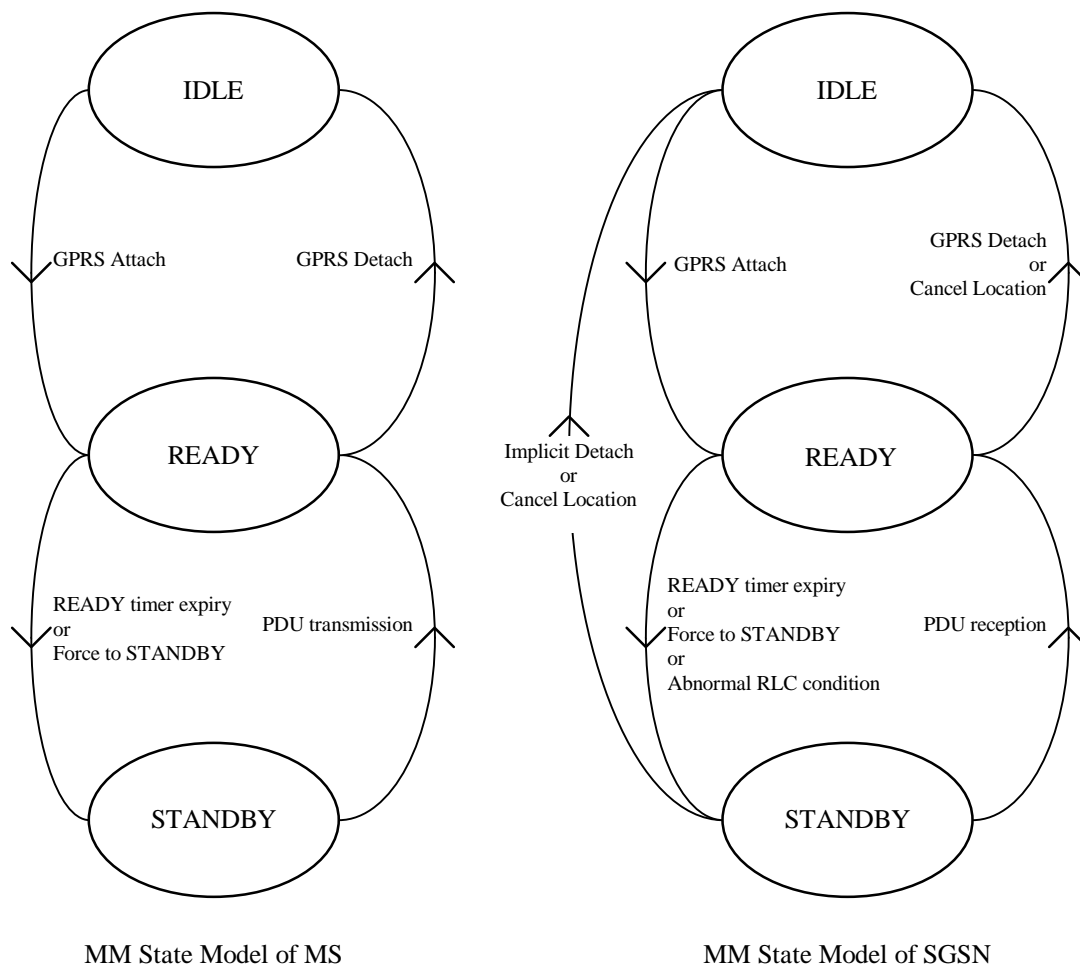 IDLE
GPRS Attach
GPRS Detach
READY
READY timer expiry
or
Force to STANDBY
PDU transmission
STANDBY
MM State Model of MS
IDLE
GPRS Attach
GPRS Detach
or
Cancel Location
Implicit Detach
or
Cancel Location
READY
READY timer expiry
or
Force to STANDBY
or
Abnormal RLC condition
PDU reception
STANDBY
MM State Model of SGSN